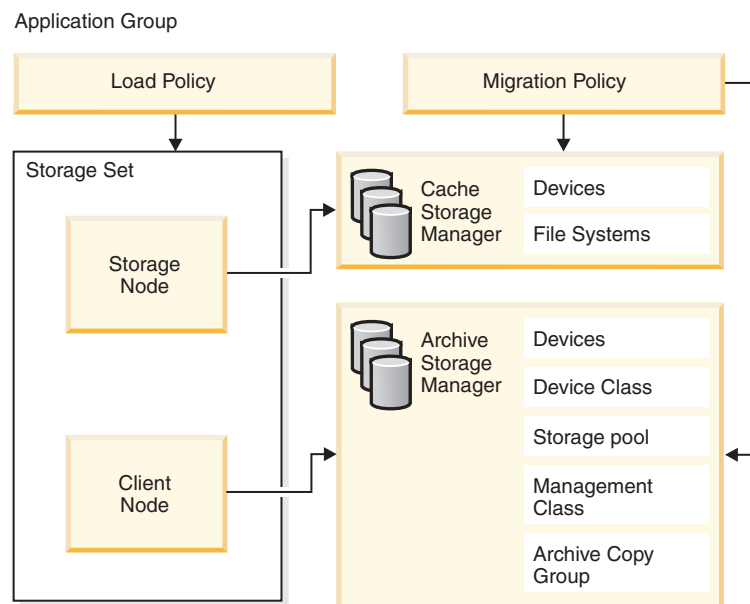 Application Group
Load Policy
Migration Policy
Storage Set
Storage
Node
Client
Node
Cache
Storage
Manager
Devices
File Systems
Archive
Storage
Manager
Devices
Device Class
Storage pool
Management
Class
Archive Copy
Group